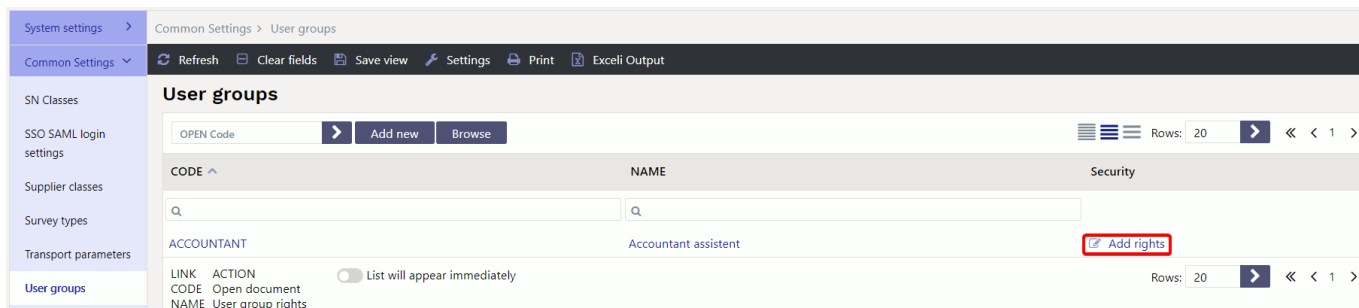 System settings >
Common Settings > User groups
Common Settings
Refresh Clear fields Save view Settings Print Exceli Output
SN Classes
User groups
SSO SAML login
settings
OPEN Code Add new Browse Rows: 20 « < 1 >
Supplier classes
CODE NAME Security
Survey types
Transport parameters
ACCOUNTANT Accountant assistent Add rights
User groups
LINK ACTION List will appear immediately Rows: 20 « < 1 >
CODE Open document
NAME User group rights